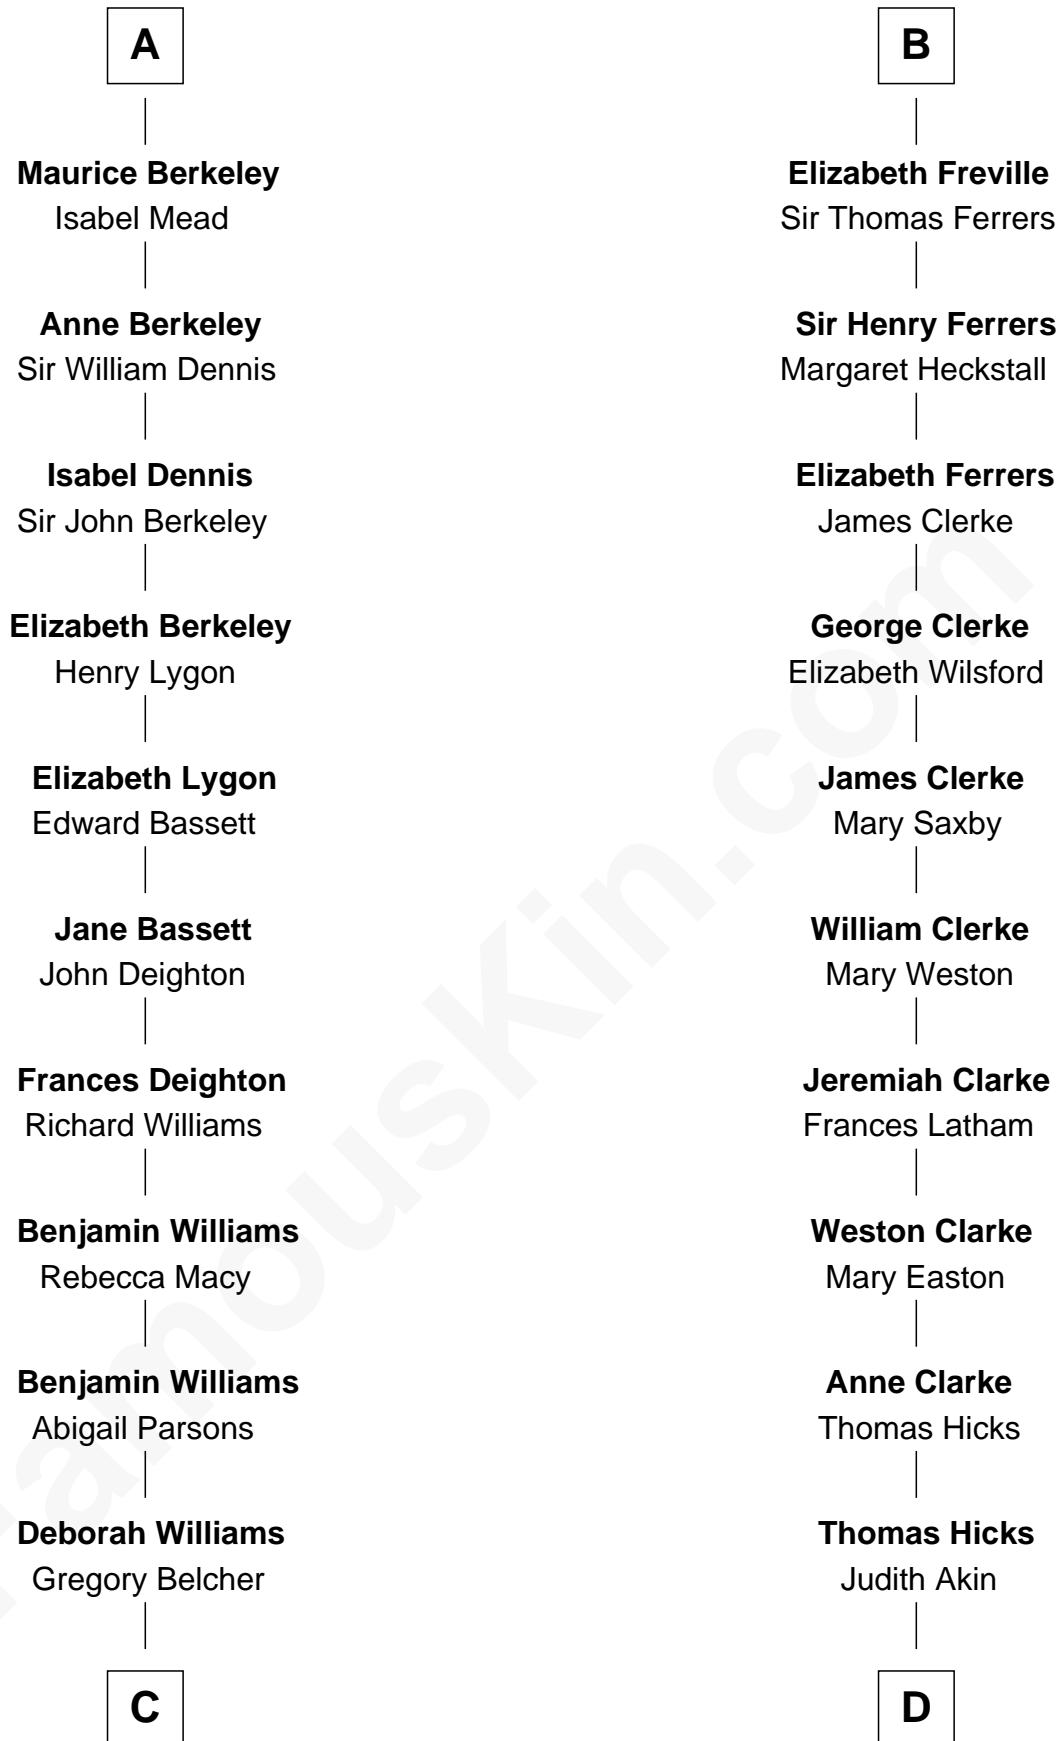 A
Maurice Berkeley
Isabel Mead
Anne Berkeley
Sir William Dennis
Isabel Dennis
Sir John Berkeley
Elizabeth Berkeley
Henry Lygon
Elizabeth Lygon
Edward Bassett
Jane Bassett
John Deighton
Frances Deighton
Richard Williams
Benjamin Williams
Rebecca Macy
Benjamin Williams
Abigail Parsons
Deborah Williams
Gregory Belcher
C
B
Elizabeth Freville
Sir Thomas Ferrers
Sir Henry Ferrers
Margaret Heckstall
Elizabeth Ferrers
James Clerke
George Clerke
Elizabeth Wilsford
James Clerke
Mary Saxby
William Clerke
Mary Weston
Jeremiah Clarke
Frances Latham
Weston Clarke
Mary Easton
Anne Clarke
Thomas Hicks
Thomas Hicks
Judith Akin
D
FamousKin.com